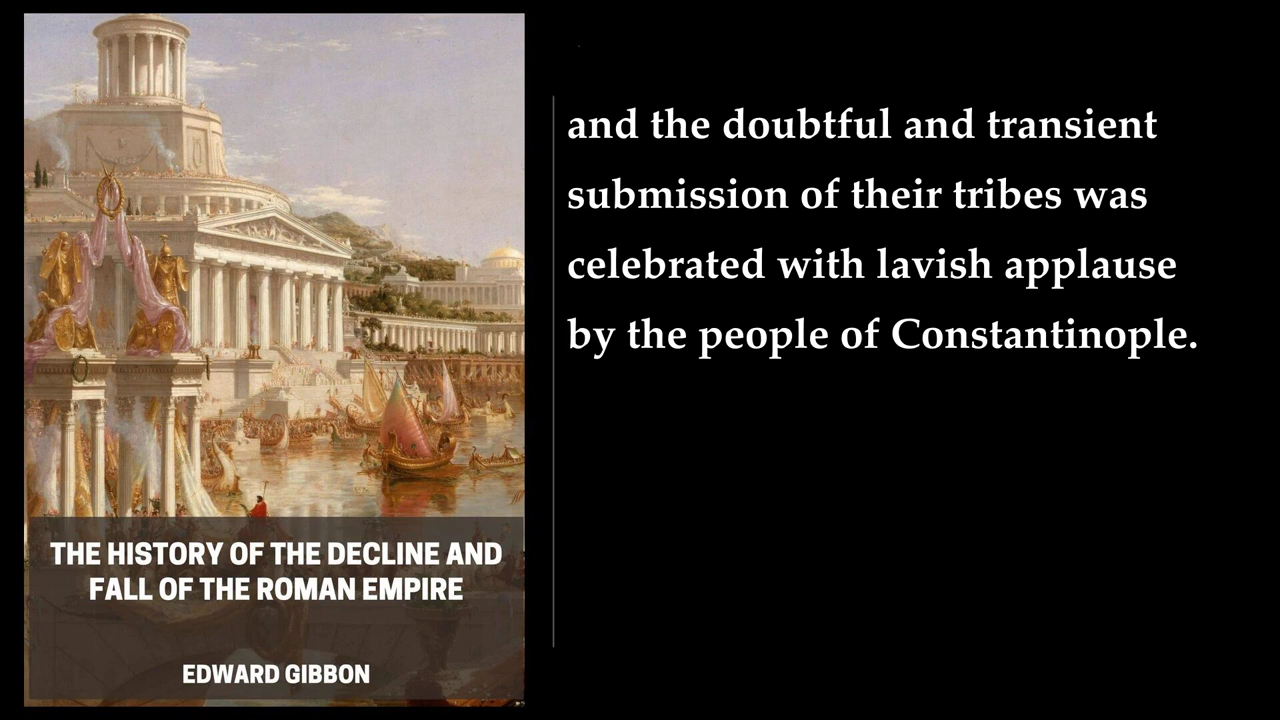 THE HISTORY OF THE DECLINE AND
FALL OF THE ROMAN EMPIRE
EDWARD GIBBON
and the doubtful and transient
submission of their tribes was
celebrated with lavish applause
by the people of Constantinople.